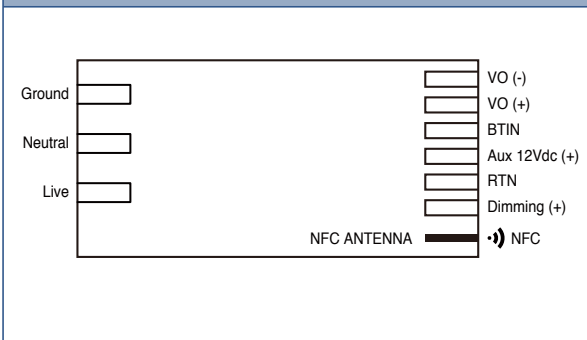 Ground
Neutral
Live
VO (-)
VO (+)
BTIN
Aux 12Vdc (+)
RTN
Dimming (+)
NFC ANTENNA
NFC